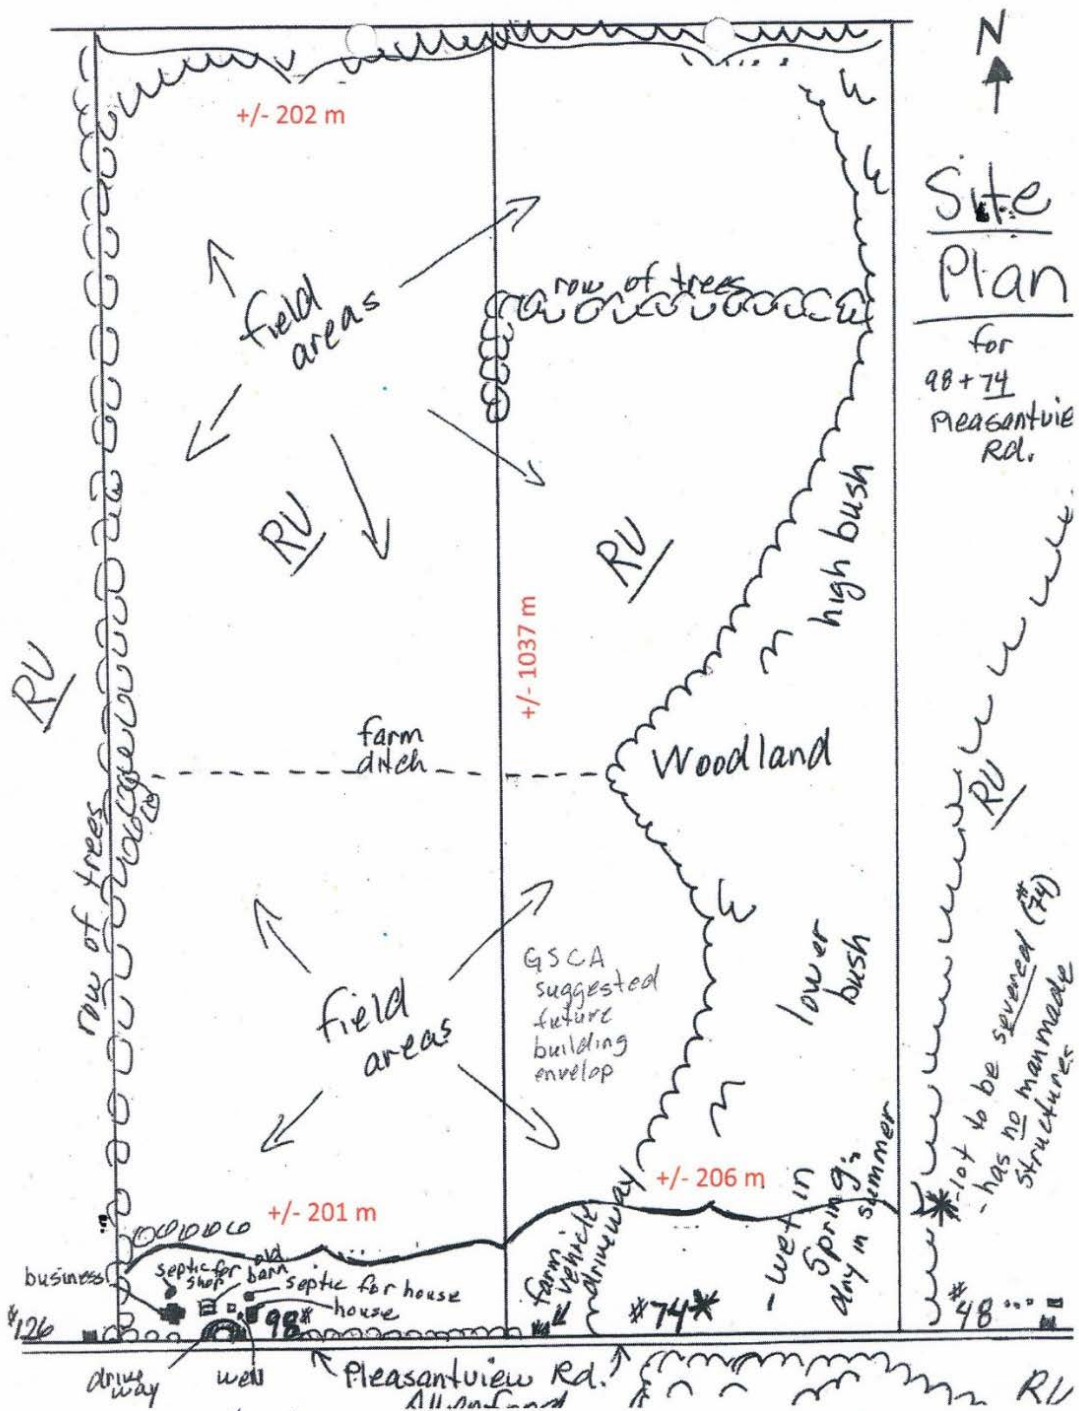 N
Site
Plan
for
98 + 74
Pleasantvie
Rd.
+/- 202 m
row of trees
field
areas
RU
RU
RU
high bush
+/- 1037 m
farm
ditch
Woodland
RU
row of trees
field
areas
GSCA
suggested
future
building
envelop
lower
bush
- lot to be severed (#74)
- has no manmade
structures
+/- 201 m
+/- 206 m
- wet in
Spring;
dry in summer
farm
vehicle
driveway
business
septic for
shop
old
barn
septic for house
house
#126
98#
#74*
#48
drive
way
well
Pleasantview Rd.
Allenford
RU